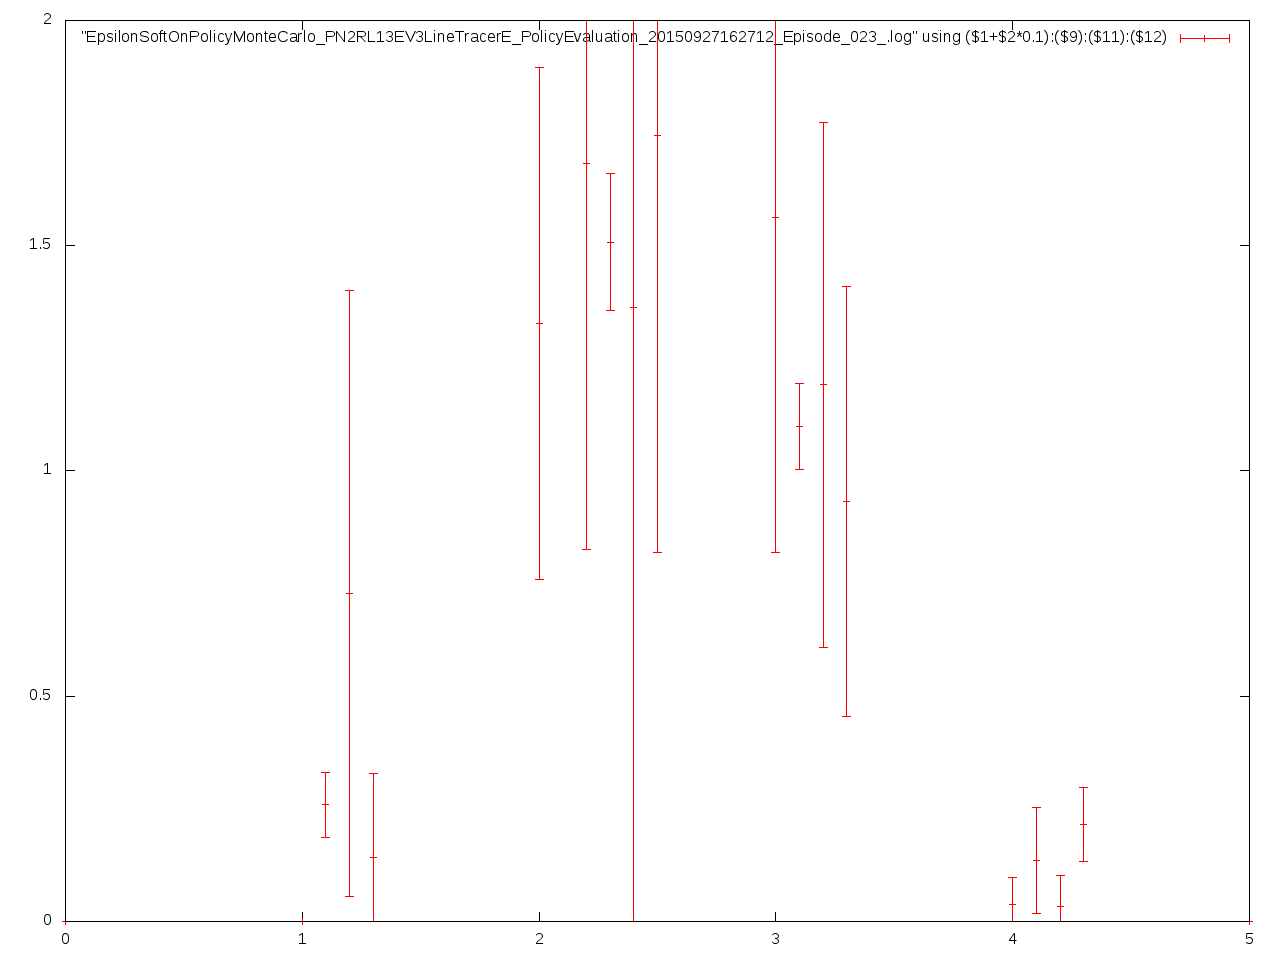 2
"EpsilonSoftOnPolicyMonteCarlo_PN2RL13EV3LineTracerE_PolicyEvaluation_20150927162712_Episode_023_.log" using ($1+$2*0.1):($9):($11):($12)
1.5
1
0.5
0
0 1 2 3 4 5